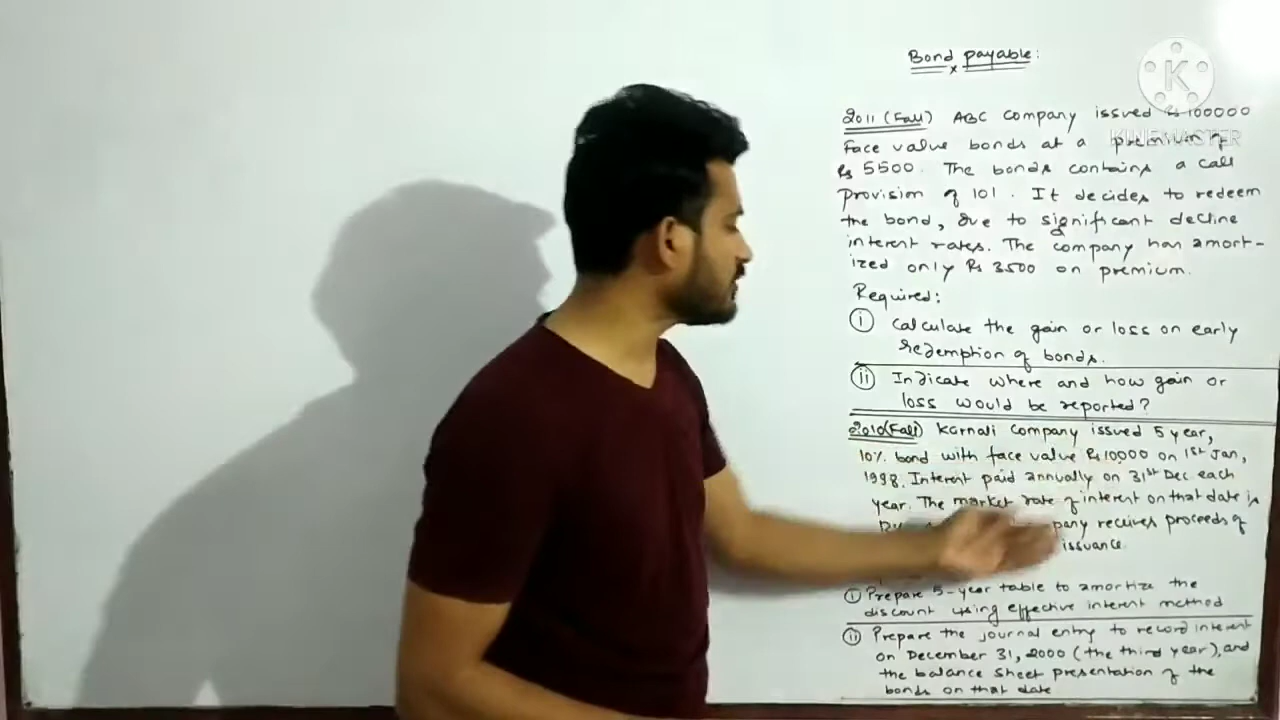 Bond payable:
2011 (Fall) ABC company issued Rs 100000
Face value bonds at a premium of
Rs 5500. The bonds contains a call
provision of 101. It decides to redeem
the bond, due to significant decline
interest rates. The company has amort-
ized only Rs 3500 on premium.
Required:
(i) Calculate the gain or loss on early
redemption of bonds.
(ii) Indicate where and how gain or
loss would be reported?
2010 (Fall) Karnali company issued 5 year,
10% bond with face value Rs 10000 on 1st Jan,
1998. Interest paid annually on 31st Dec each
year. The market rate of interest on that date is
pany receives proceeds of
issuance.
(i) Prepare 5-year table to amortize the
discount using effective interest method
(ii) Prepare the journal entry to record interest
on December 31, 2000 (the third year), and
the balance sheet presentation of the
bonds on that date
K
KINEMASTER